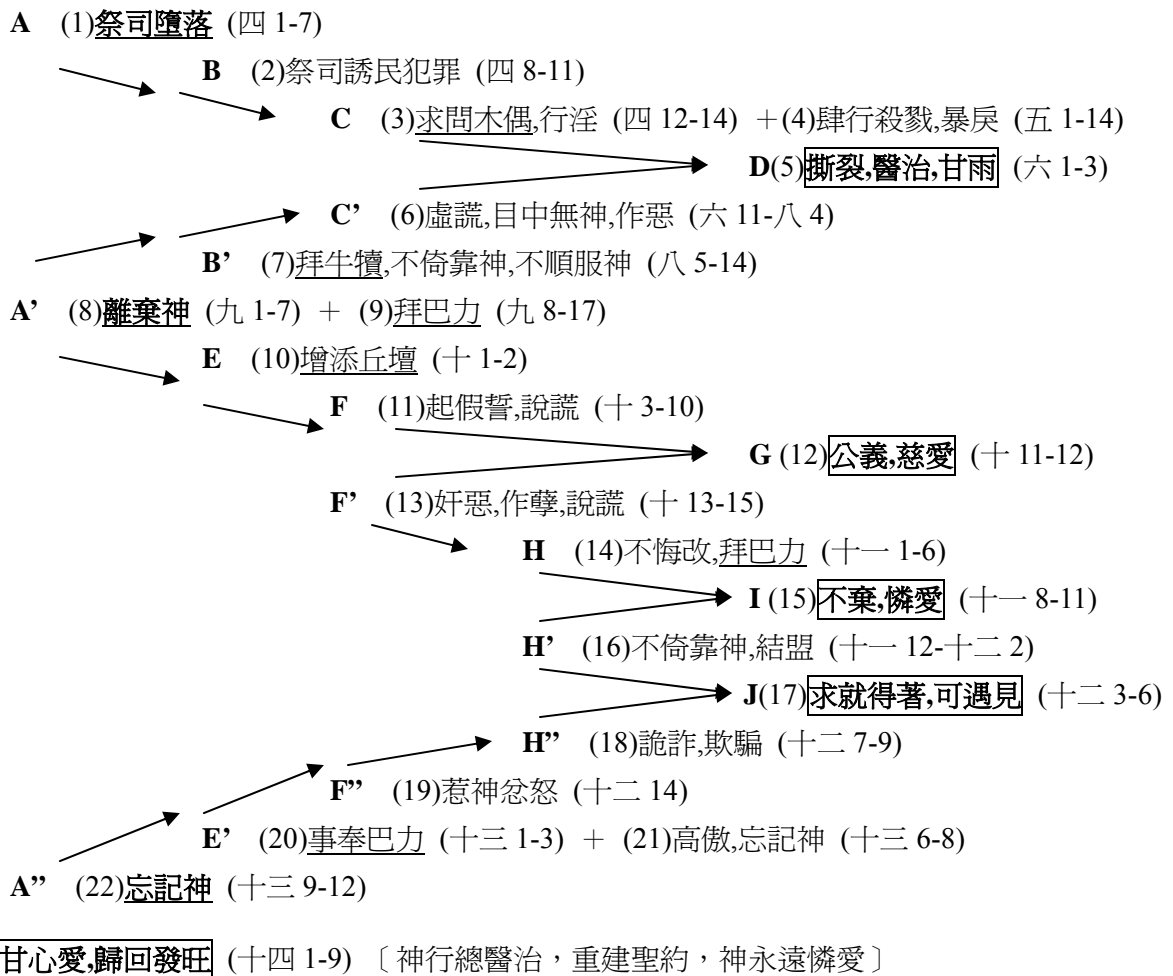 A (1)祭司墮落 (四 1-7)
B (2)祭司誘民犯罪 (四 8-11)
C (3)求問木偶,行淫 (四 12-14) ＋(4)肆行殺戮,暴戾 (五 1-14)
D(5)撕裂,醫治,甘雨 (六 1-3)
C’ (6)虛謊,目中無神,作惡 (六 11-八 4)
B’ (7)拜牛犢,不倚靠神,不順服神 (八 5-14)
A’ (8)離棄神 (九 1-7) ＋ (9)拜巴力 (九 8-17)
E (10)增添丘壇 (十 1-2)
F (11)起假誓,說謊 (十 3-10)
G (12)公義,慈愛 (十 11-12)
F’ (13)奸惡,作孽,說謊 (十 13-15)
H (14)不悔改,拜巴力 (十一 1-6)
I (15)不棄,憐愛 (十一 8-11)
H’ (16)不倚靠神,結盟 (十一 12-十二 2)
J(17)求就得著,可遇見 (十二 3-6)
H” (18)詭詐,欺騙 (十二 7-9)
F” (19)惹神忿怒 (十二 14)
E’ (20)事奉巴力 (十三 1-3) ＋ (21)高傲,忘記神 (十三 6-8)
A” (22)忘記神 (十三 9-12)
甘心愛,歸回發旺 (十四 1-9) 〔神行總醫治，重建聖約，神永遠憐愛〕